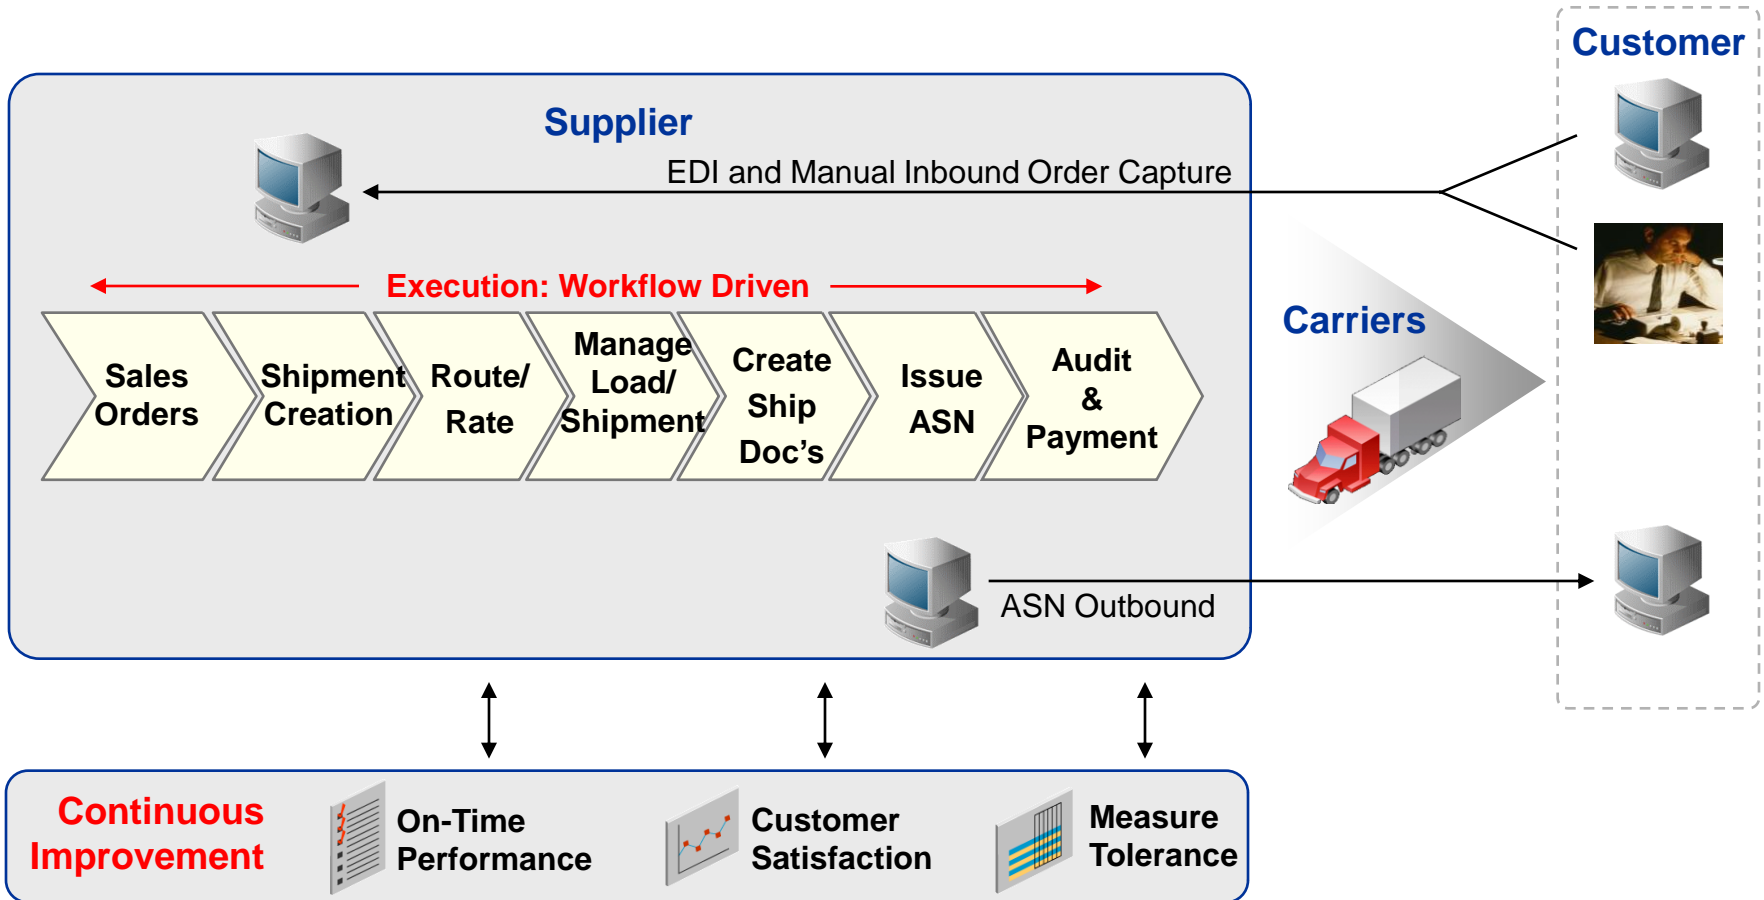 Customer
Supplier
EDI and Manual Inbound Order Capture
Execution: Workflow Driven
Sales
Orders
Shipment
Creation
Route/
Rate
Manage
Load/
Shipment
Create
Ship
Doc’s
Issue
ASN
Audit
&
Payment
Carriers
ASN Outbound
Continuous
Improvement
On-Time
Performance
Customer
Satisfaction
Measure
Tolerance